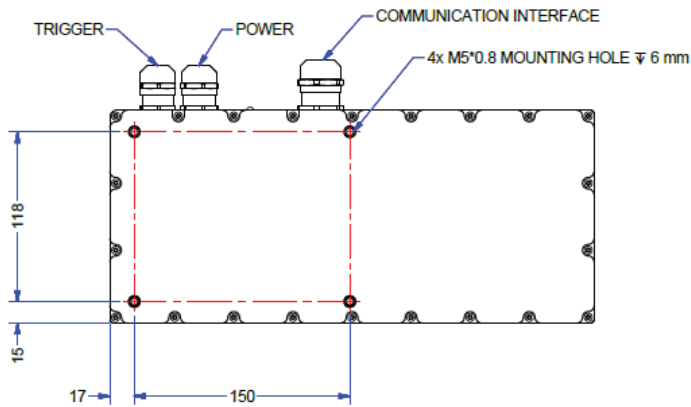 COMMUNICATION INTERFACE
TRIGGER
POWER
4x M5*0.8 MOUNTING HOLE ↧ 6 mm
118
15
17
150